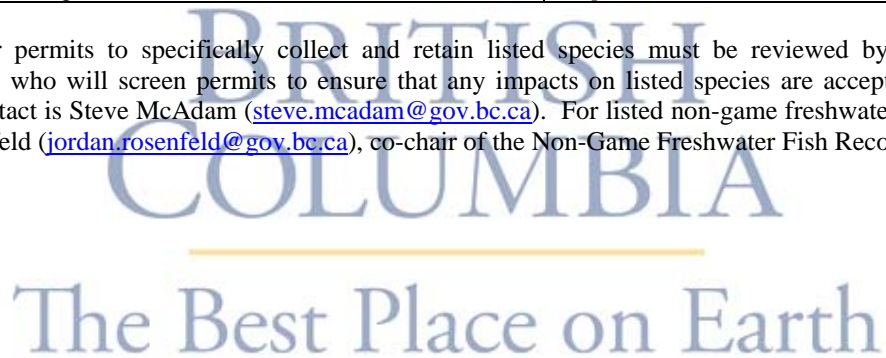 r permits to specifically collect and retain listed species must be reviewed by
who will screen permits to ensure that any impacts on listed species are accept
tact is Steve McAdam (steve.mcadam@gov.bc.ca). For listed non-game freshwate
feld (jordan.rosenfeld@gov.bc.ca), co-chair of the Non-Game Freshwater Fish Reco
BRITISH
COLUMBIA
The Best Place on Earth